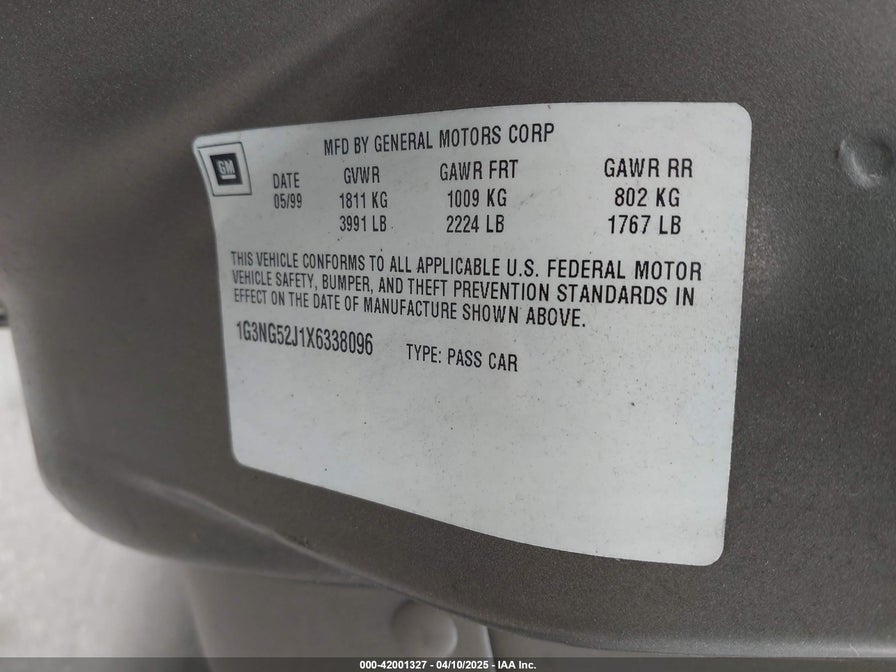 MFD BY GENERAL MOTORS CORP
GM
DATE GVWR GAWR FRT GAWR RR
05/99 1811 KG 1009 KG 802 KG
3991 LB 2224 LB 1767 LB
THIS VEHICLE CONFORMS TO ALL APPLICABLE U.S. FEDERAL MOTOR
VEHICLE SAFETY, BUMPER, AND THEFT PREVENTION STANDARDS IN
EFFECT ON THE DATE OF MANUFACTURE SHOWN ABOVE.
1G3NG52J1X6338096 TYPE: PASS CAR
000-42001327 - 04/10/2025 - IAA Inc.